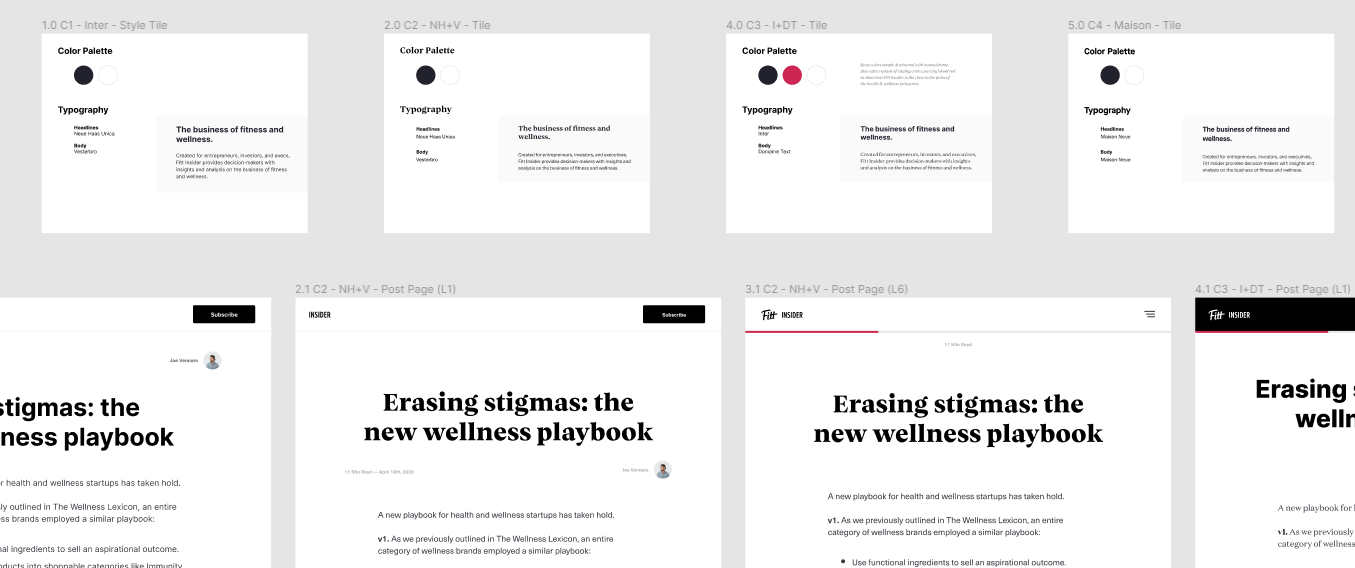 1.0 C1 - Inter - Style Tile
Color Palette
Typography
Headlines
Neue Haas Unica
Body
Vesterbro
The business of fitness and
wellness.
Created for entrepreneurs, investors, and execs,
Fitt Insider provides decision-makers with
insights and analysis on the business of fitness
and wellness.
2.0 C2 - NH+V - Tile
Color Palette
Typography
Headlines
Neue Haas Unica
Body
Vesterbro
The business of fitness and
wellness.
Created for entrepreneurs, investors, and executives,
Fitt Insider provides decision-makers with insights and
analysis on the business of fitness and wellness.
4.0 C3 - I+DT - Tile
Color Palette
Typography
Headlines
Inter
Body
Domaine Text
The business of fitness and
wellness.
Created for entrepreneurs, investors, and executives,
Fitt Insider provides decision-makers with insights
and analysis on the business of fitness and wellness.
5.0 C4 - Maison - Tile
Color Palette
Typography
Headlines
Maison Neue
Body
Maison Neue
The business of fitness and
wellness.
Created for entrepreneurs, investors, and executives,
Fitt Insider provides decision-makers with insights and
analysis on the business of fitness and wellness.
Subscribe
Joe Vennare
stigmas: the
ness playbook
r for health and wellness startups has taken hold.
ly outlined in The Wellness Lexicon, an entire
ss brands employed a similar playbook:
nal ingredients to sell an aspirational outcome.
ducts into shoppable categories like Immunity
2.1 C2 - NH+V - Post Page (L1)
INSIDER
Subscribe
Erasing stigmas: the
new wellness playbook
11 Min Read — April 19th, 2020
Joe Vennare
A new playbook for health and wellness startups has taken hold.
v1. As we previously outlined in The Wellness Lexicon, an entire
category of wellness brands employed a similar playbook:
3.1 C2 - NH+V - Post Page (L6)
Fitt INSIDER
11 Min Read
Erasing stigmas: the
new wellness playbook
A new playbook for health and wellness startups has taken hold.
v1. As we previously outlined in The Wellness Lexicon, an entire
category of wellness brands employed a similar playbook:
• Use functional ingredients to sell an aspirational outcome.
4.1 C3 - I+DT - Post Page (L1)
Fitt INSIDER
Erasing s
welln
A new playbook for
v1. As we previously
category of wellness